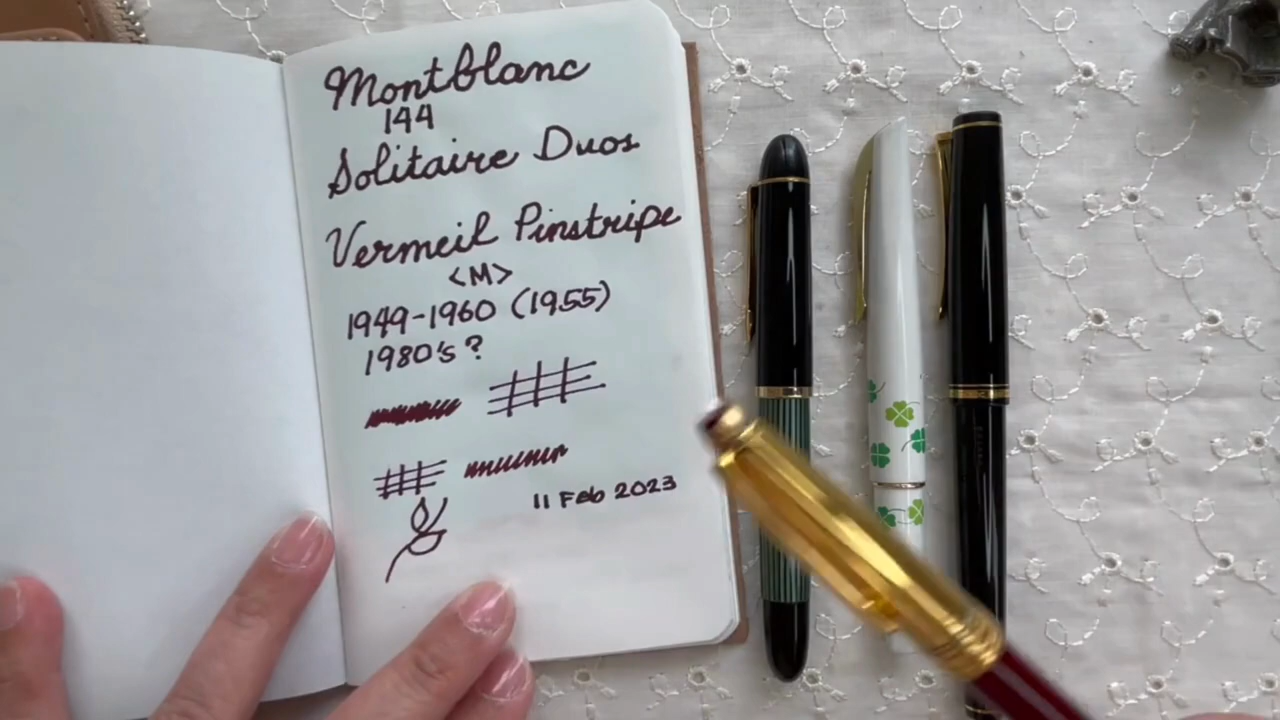 Montblanc
144
Solitaire Duos
Vermeil Pinstripe
<M>
1949-1960 (1955)
1980's?
11 Feb 2023